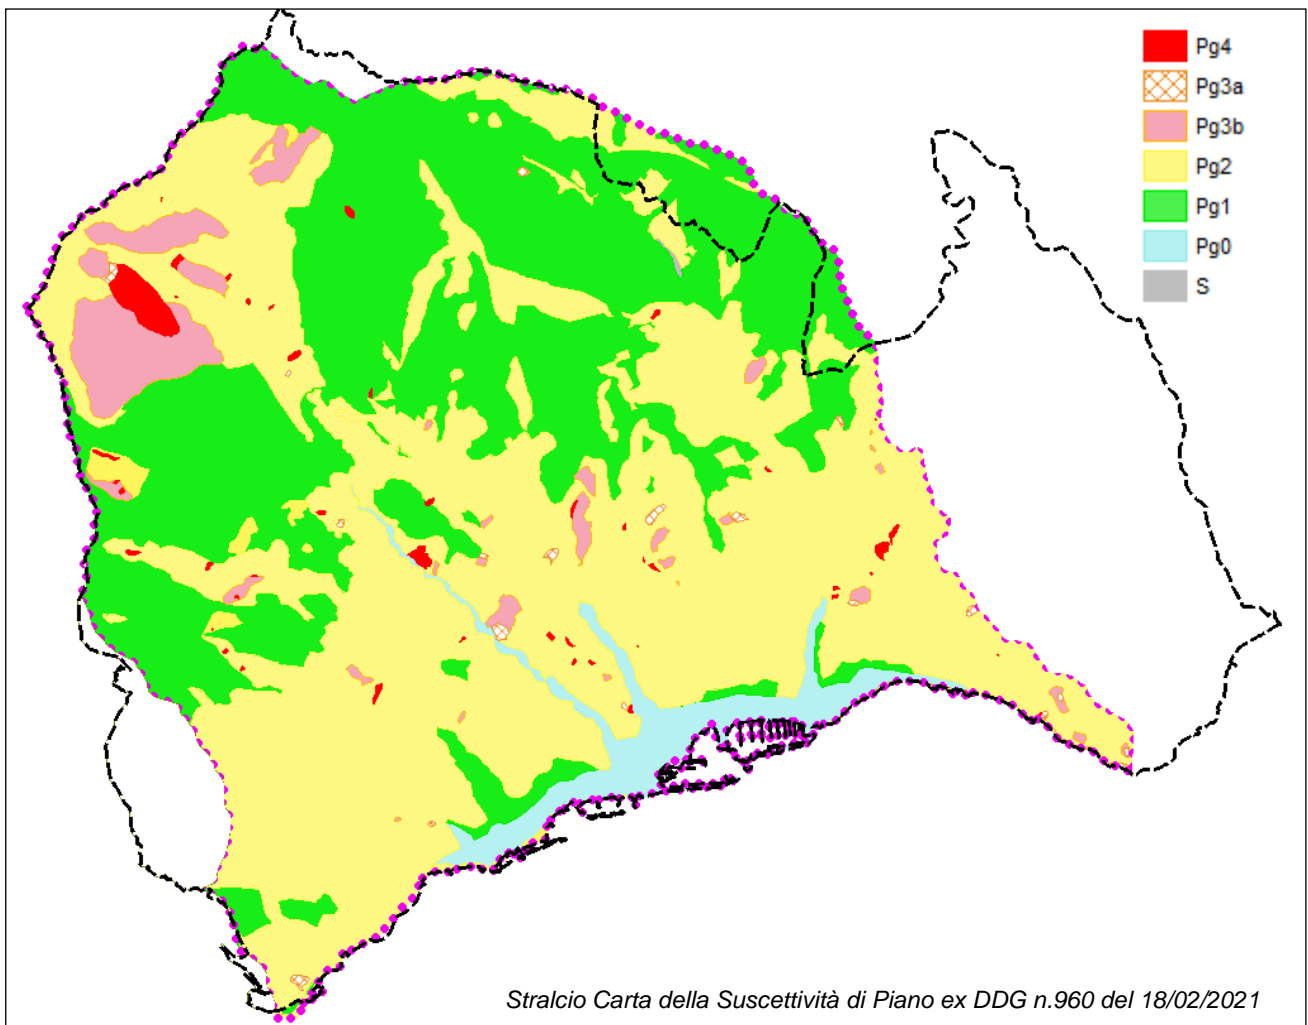 Pg4
Pg3a
Pg3b
Pg2
Pg1
Pg0
S
Stralcio Carta della Suscettività di Piano ex DDG n.960 del 18/02/2021